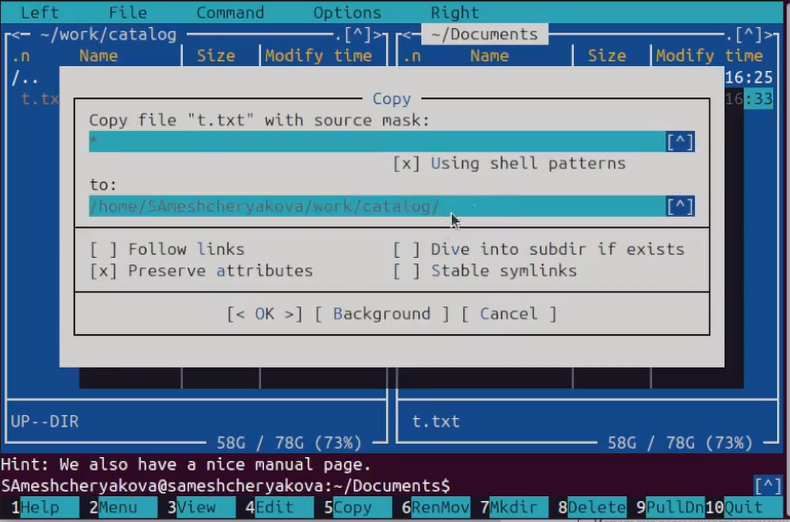 Left File Command Options Right
<─ ~/work/catalog .[^]> <─ ~/Documents .[^]>
.n Name Size Modify time .n Name Size Modify time
/.. 16:25
t.tx 16:33
Copy
Copy file "t.txt" with source mask:
* [^]
[x] Using shell patterns
to:
/home/SAmeshcheryakova/work/catalog/ [^]
[ ] Follow links [ ] Dive into subdir if exists
[x] Preserve attributes [ ] Stable symlinks
[< OK >] [ Background ] [ Cancel ]
UP--DIR t.txt
58G / 78G (73%) 58G / 78G (73%)
Hint: We also have a nice manual page.
SAmeshcheryakova@sameshcheryakova:~/Documents$ [^]
1Help 2Menu 3View 4Edit 5Copy 6RenMov 7Mkdir 8Delete 9PullDn 10Quit